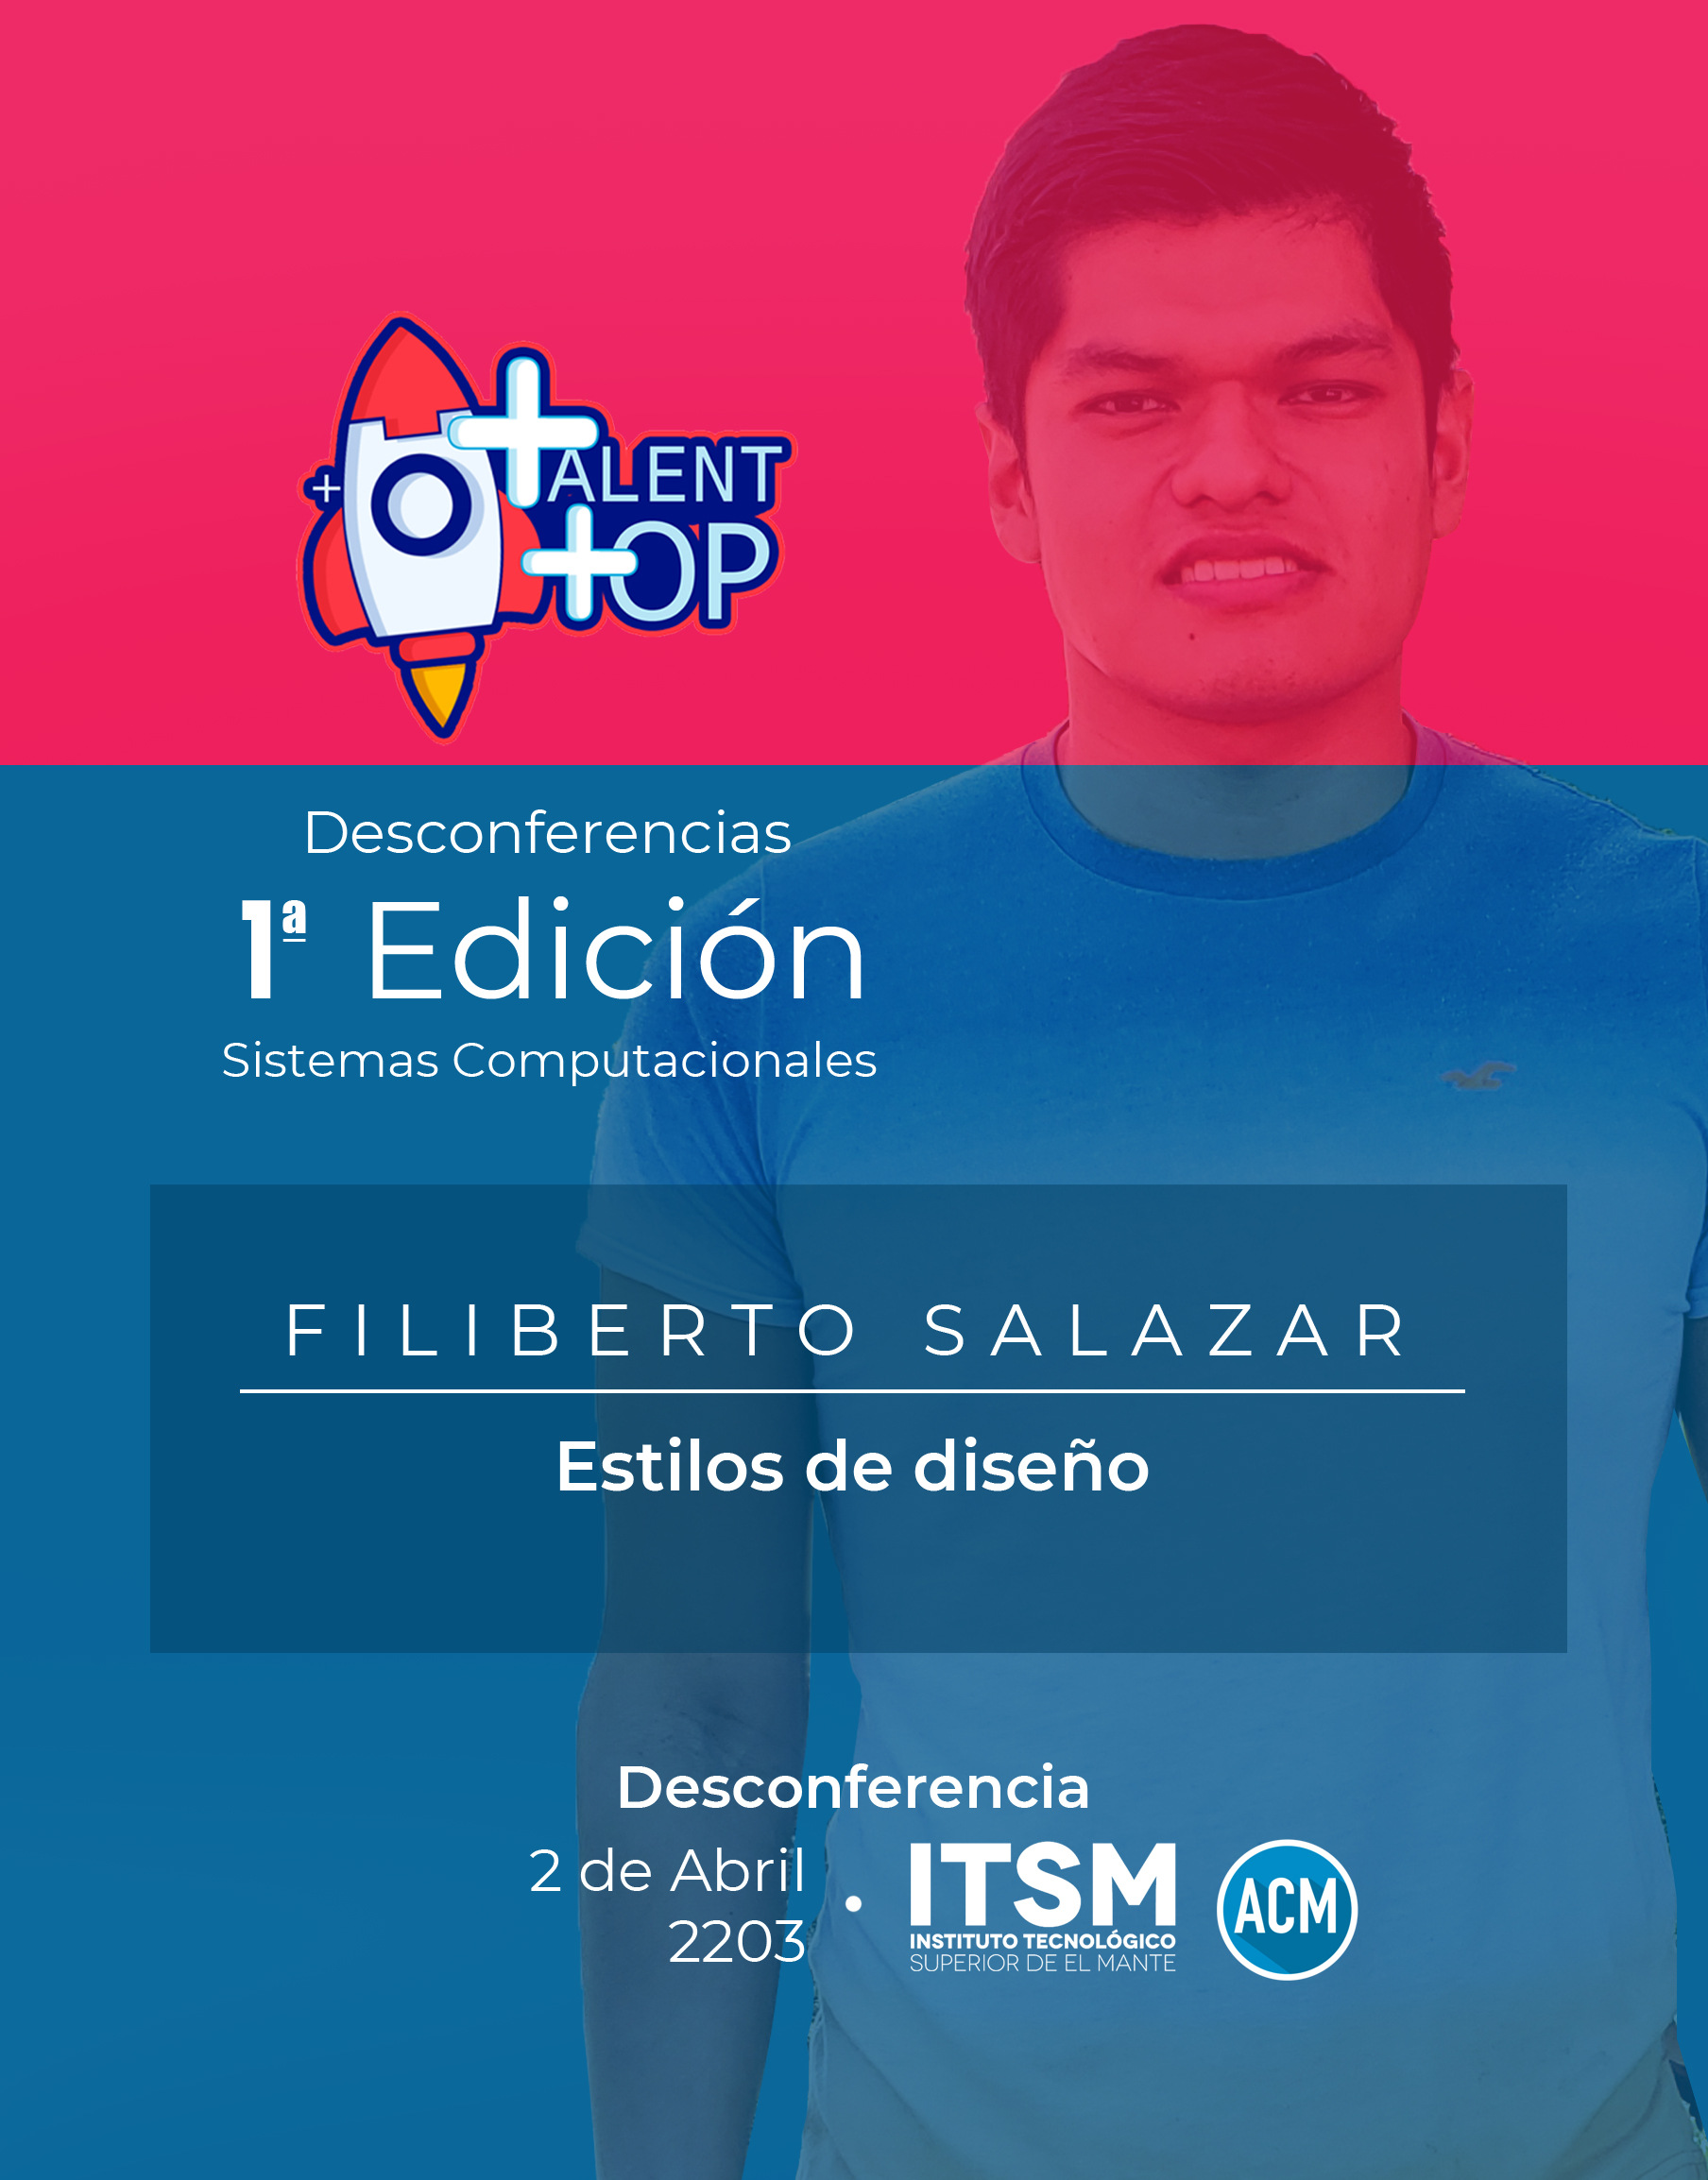 +ALENT
+OP
Desconferencias
1ª Edición
Sistemas Computacionales
FILIBERTO SALAZAR
Estilos de diseño
Desconferencia
2 de Abril
2203
ITSM
INSTITUTO TECNOLÓGICO
SUPERIOR DE EL MANTE
ACM